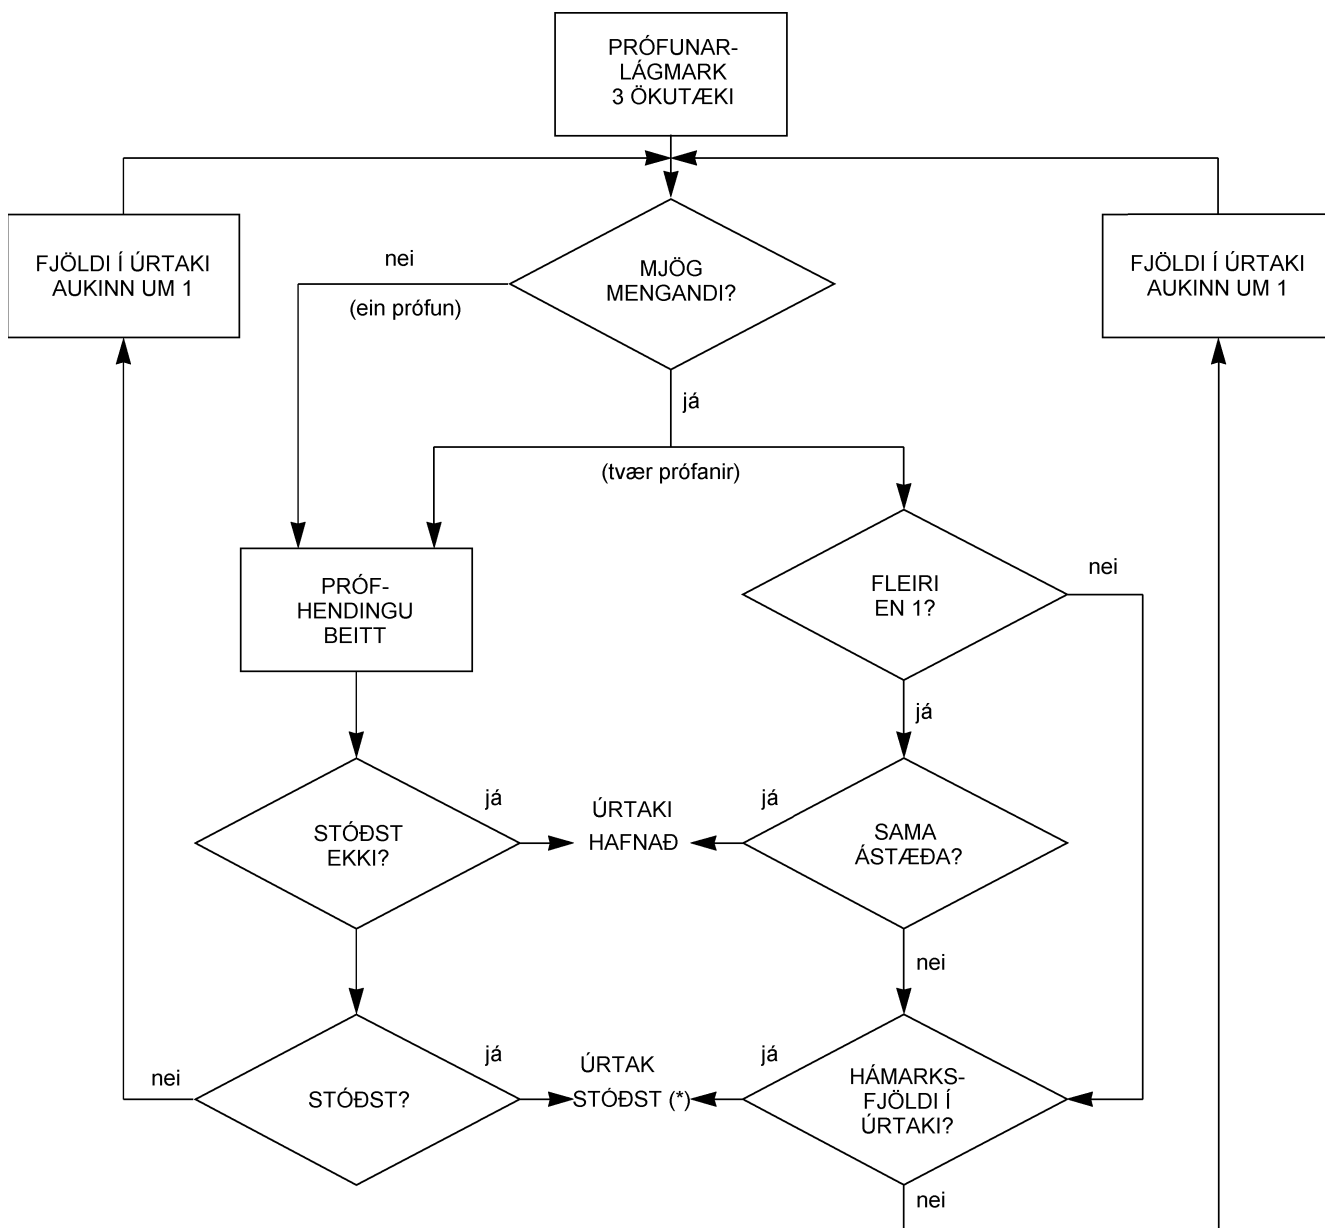 PRÓFUNAR-
LÁGMARK
3 ÖKUTÆKI
FJÖLDI Í ÚRTAKI
AUKINN UM 1
nei
(ein prófun)
MJÖG
MENGANDI?
FJÖLDI Í ÚRTAKI
AUKINN UM 1
já
(tvær prófanir)
PRÓF-
HENDINGU
BEITT
FLEIRI
EN 1?
nei
já
STÓÐST
EKKI?
já
ÚRTAKI
HAFNAÐ
já
SAMA
ÁSTÆÐA?
nei
nei
STÓÐST?
já
ÚRTAK
STÓÐST (*)
já
HÁMARKS-
FJÖLDI Í
ÚRTAKI?
nei